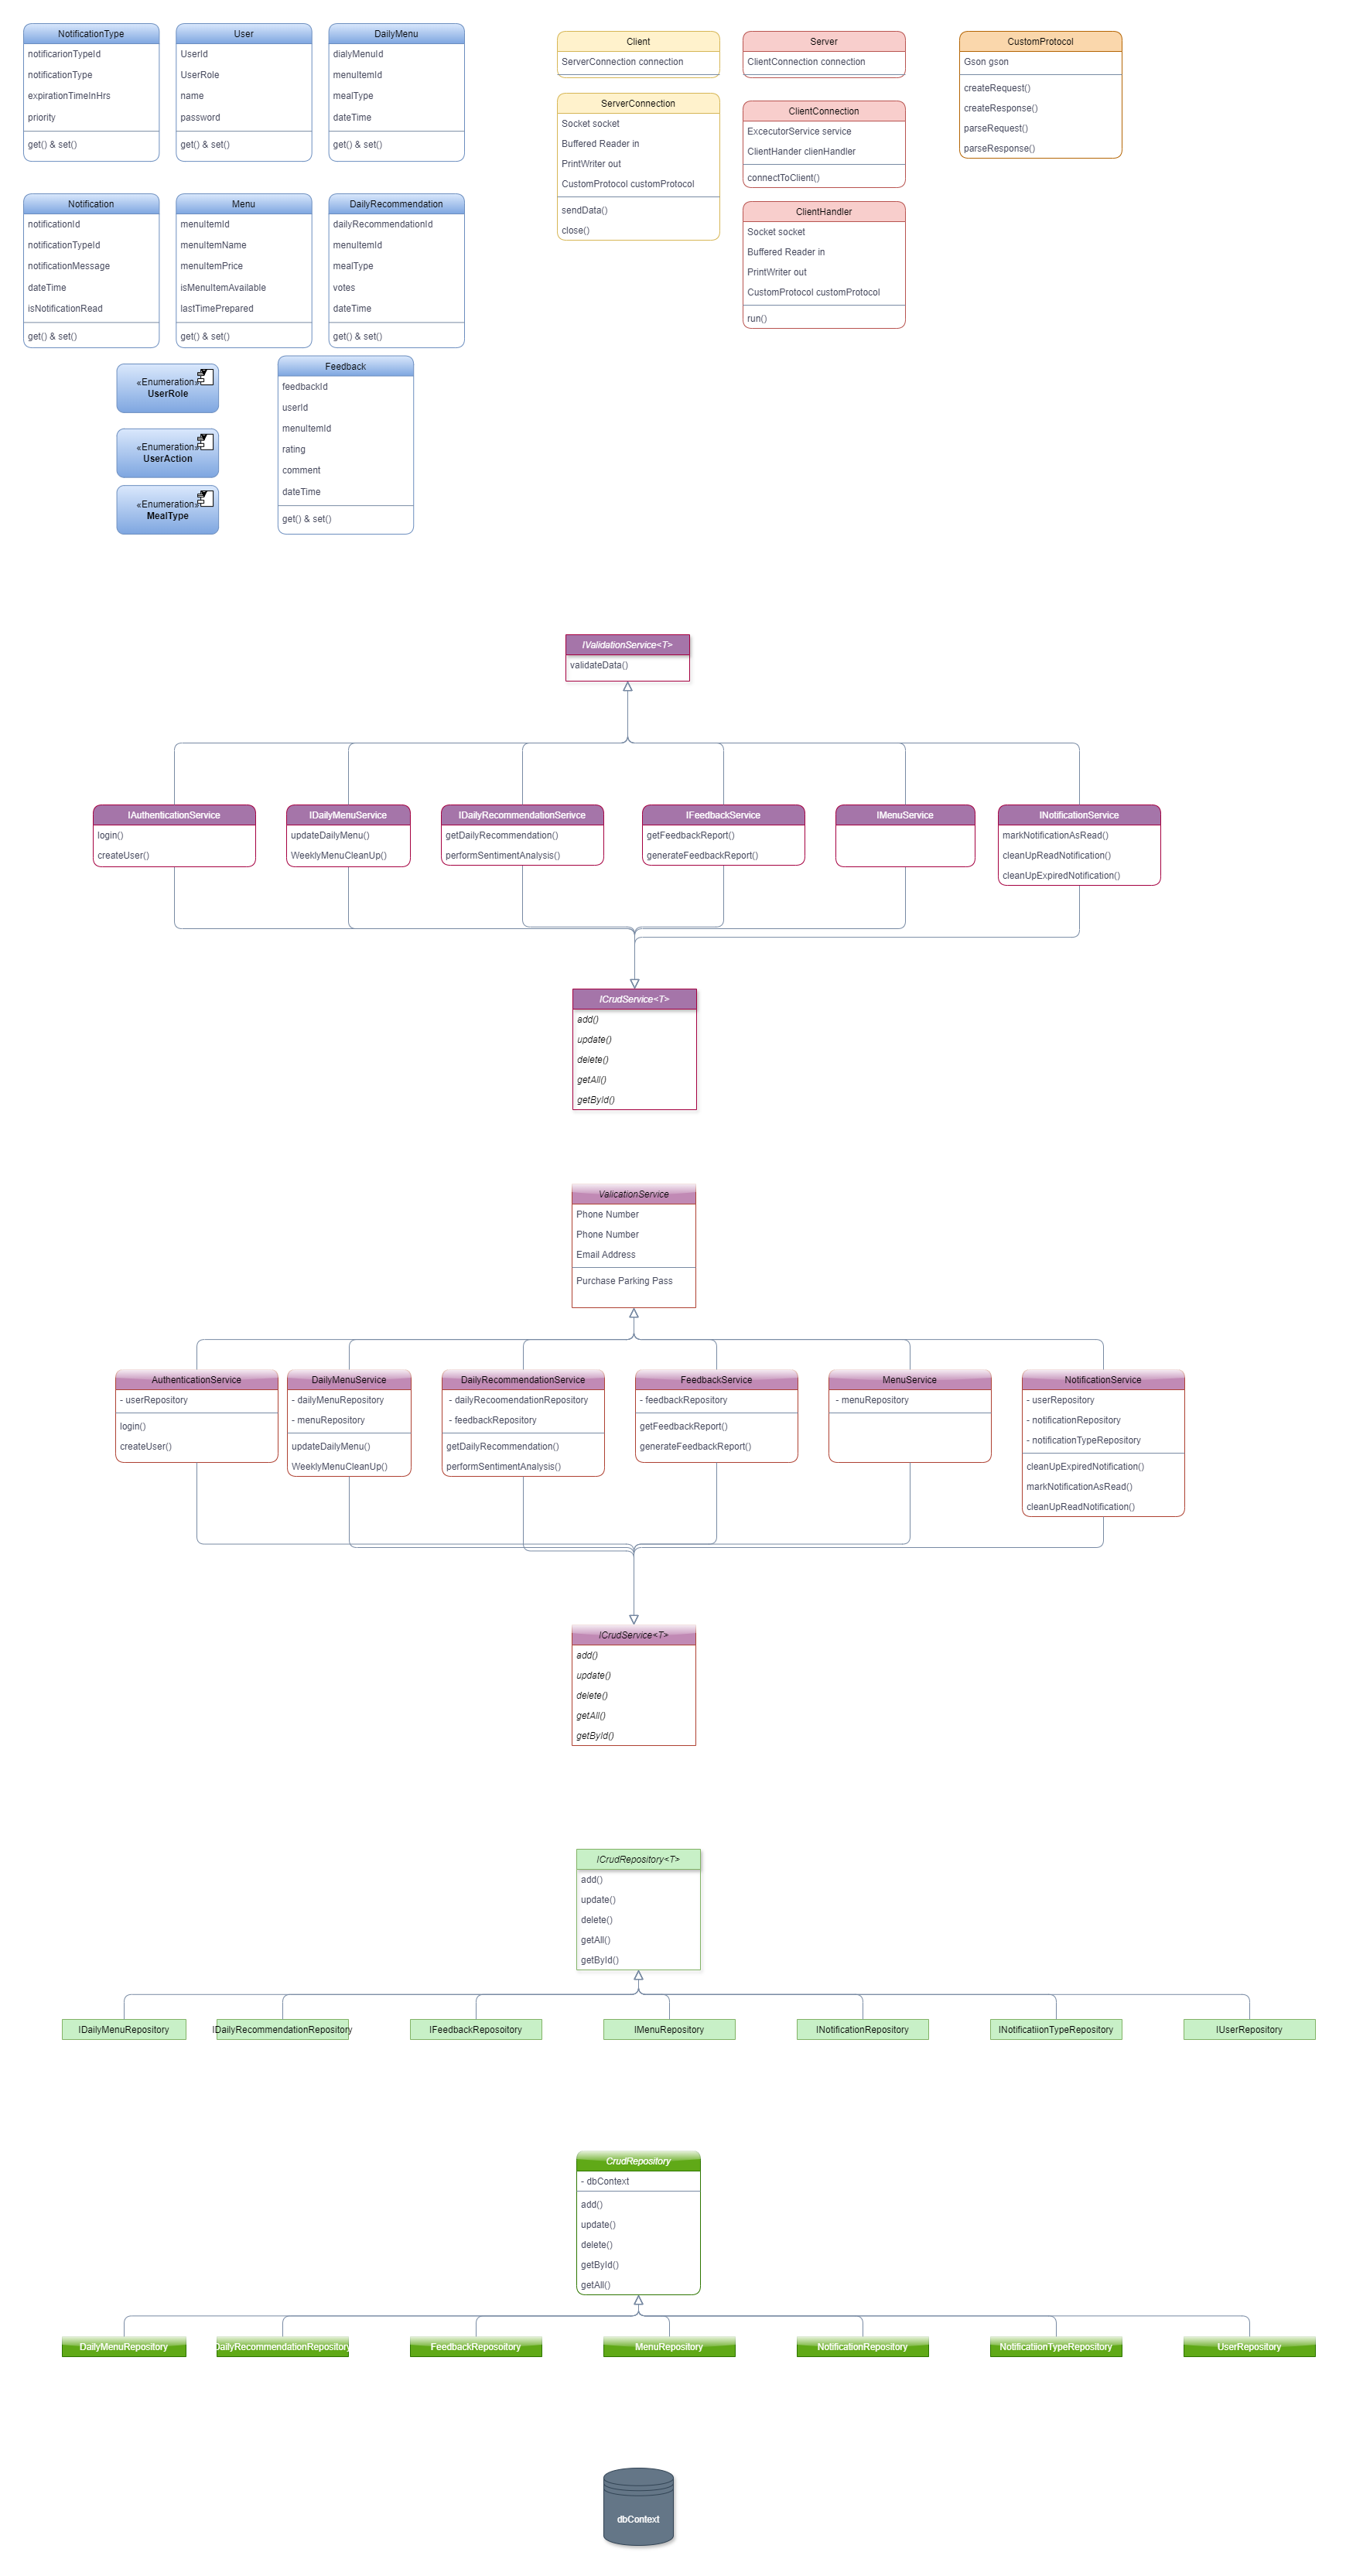 NotificationType
notificarionTypeId
notificationType
expirationTimeInHrs
priority
get() & set()
User
UserId
UserRole
name
password
get() & set()
DailyMenu
dialyMenuId
menuItemId
mealType
dateTime
get() & set()
Client
ServerConnection connection
Server
ClientConnection connection
CustomProtocol
Gson gson
createRequest()
createResponse()
parseRequest()
parseResponse()
ServerConnection
Socket socket
Buffered Reader in
PrintWriter out
CustomProtocol customProtocol
sendData()
close()
ClientConnection
ExcecutorService service
ClientHander clienHandler
connectToClient()
ClientHandler
Socket socket
Buffered Reader in
PrintWriter out
CustomProtocol customProtocol
run()
Notification
notificationId
notificationTypeId
notificationMessage
dateTime
isNotificationRead
get() & set()
Menu
menuItemId
menuItemName
menuItemPrice
isMenuItemAvailable
lastTimePrepared
get() & set()
DailyRecommendation
dailyRecommendationId
menuItemId
mealType
votes
dateTime
get() & set()
«Enumeration»
UserRole
«Enumeration»
UserAction
«Enumeration»
MealType
Feedback
feedbackId
userId
menuItemId
rating
comment
dateTime
get() & set()
IValidationService<T>
validateData()
IAuthenticationService
login()
createUser()
IDailyMenuService
updateDailyMenu()
WeeklyMenuCleanUp()
IDailyRecommendationSerivce
getDailyRecommendation()
performSentimentAnalysis()
IFeedbackService
getFeedbackReport()
generateFeedbackReport()
IMenuService
INotificationService
markNotificationAsRead()
cleanUpReadNotification()
cleanUpExpiredNotification()
ICrudService<T>
add()
update()
delete()
getAll()
getById()
ValicationService
Phone Number
Phone Number
Email Address
Purchase Parking Pass
AuthenticationService
- userRepository
login()
createUser()
DailyMenuService
- dailyMenuRepository
- menuRepository
updateDailyMenu()
WeeklyMenuCleanUp()
DailyRecommendationService
- dailyRecoomendationRepository
- feedbackRepository
getDailyRecommendation()
performSentimentAnalysis()
FeedbackService
- feedbackRepository
getFeedbackReport()
generateFeedbackReport()
MenuService
- menuRepository
NotificationService
- userRepository
- notificationRepository
- notificationTypeRepository
cleanUpExpiredNotification()
markNotificationAsRead()
cleanUpReadNotification()
ICrudService<T>
add()
update()
delete()
getAll()
getById()
ICrudRepository<T>
add()
update()
delete()
getAll()
getById()
IDailyMenuRepository
IDailyRecommendationRepository
IFeedbackReposoitory
IMenuRepository
INotificationRepository
INotificatiionTypeRepository
IUserRepository
CrudRepository
- dbContext
add()
update()
delete()
getById()
getAll()
DailyMenuRepository
DailyRecommendationRepository
FeedbackReposoitory
MenuRepository
NotificationRepository
NotificatiionTypeRepository
UserRepository
dbContext